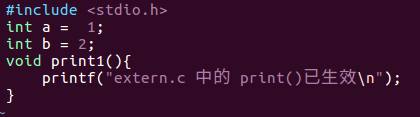 #include <stdio.h>
int a =  1;
int b = 2;
void print1(){
    printf("extern.c 中的 print()已生效\n");
}
~